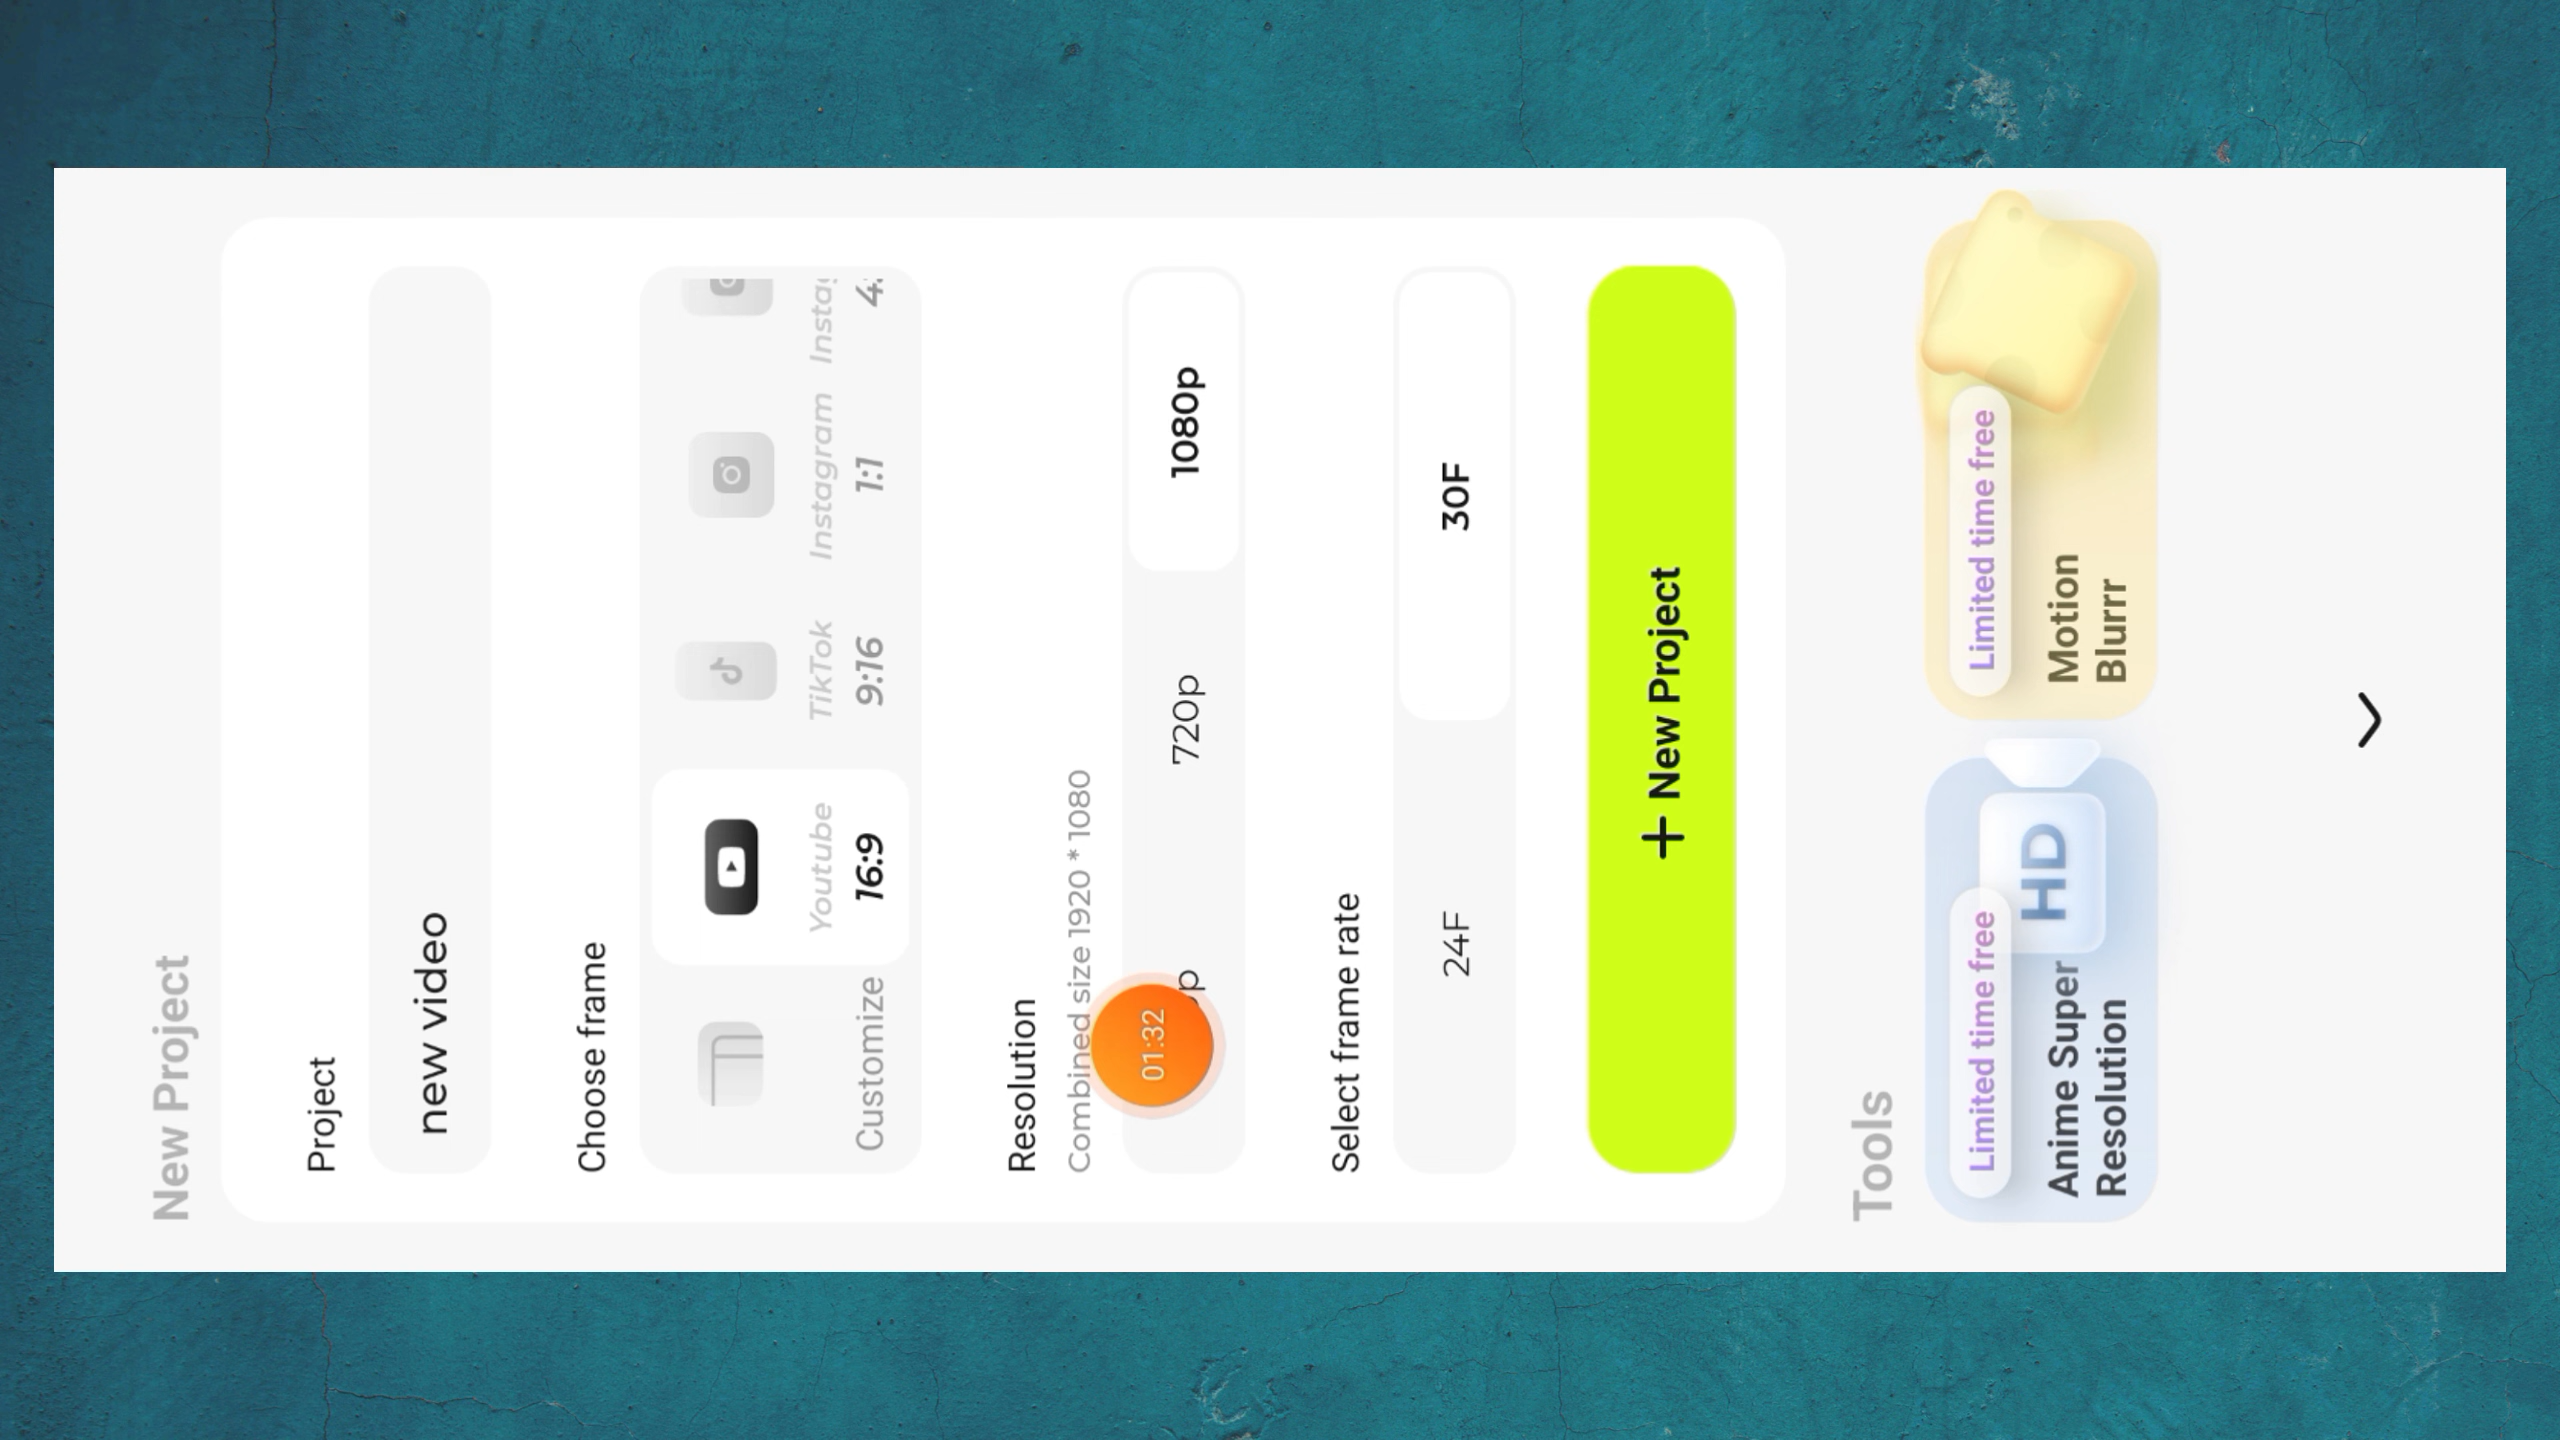 New Project
Project
new video
Choose frame
Customize
Youtube
16:9
TikTok
9:16
Instagram
1:1
Resolution
Combined size 1920 * 1080
01:32
720p
1080p
Select frame rate
24F
30F
+ New Project
Tools
Limited time free
HD
Anime Super
Resolution
Limited time free
Motion
Blurrr